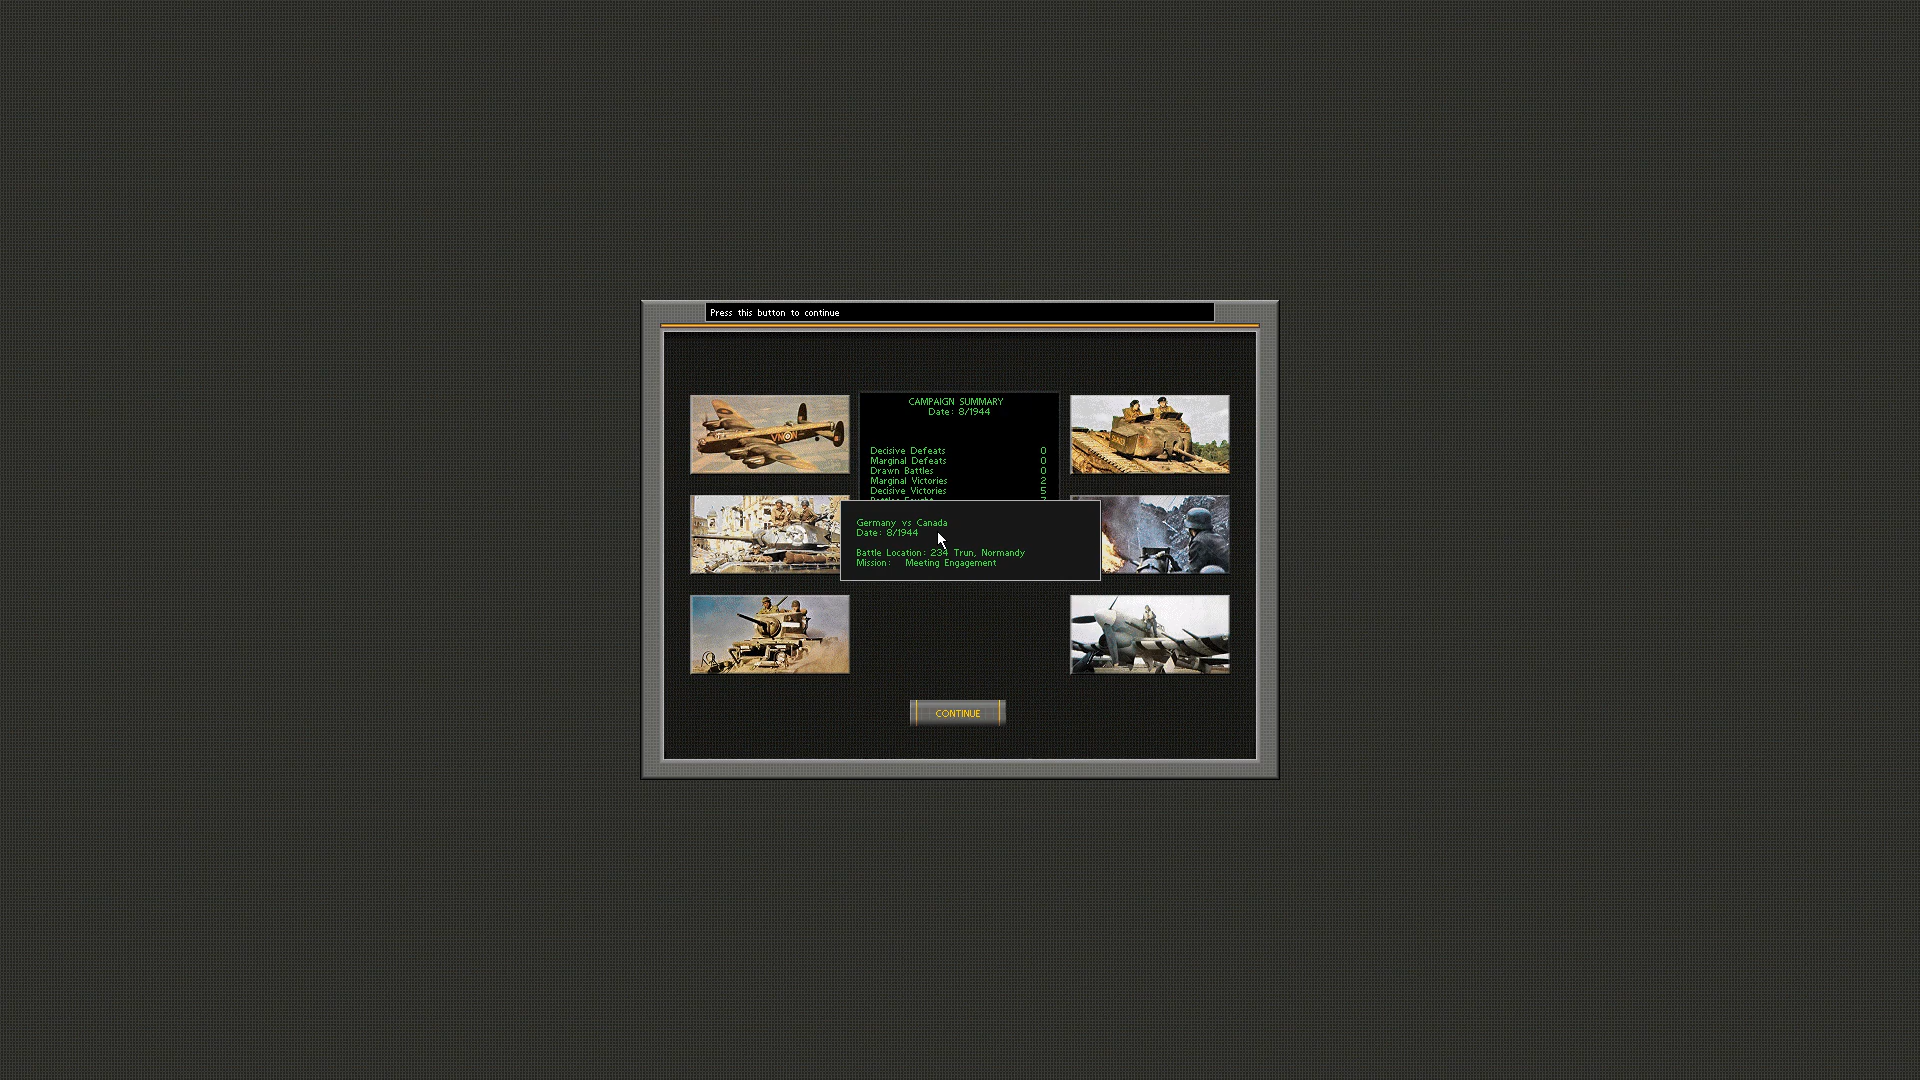 Press this button to continue
CAMPAIGN SUMMARY
Date: 8/1944
Decisive Defeats 0
Marginal Defeats 0
Drawn Battles 0
Marginal Victories 2
Decisive Victories 5
Germany vs Canada
Date: 8/1944
Battle Location: 234 Trun, Normandy
Mission: Meeting Engagement
CONTINUE